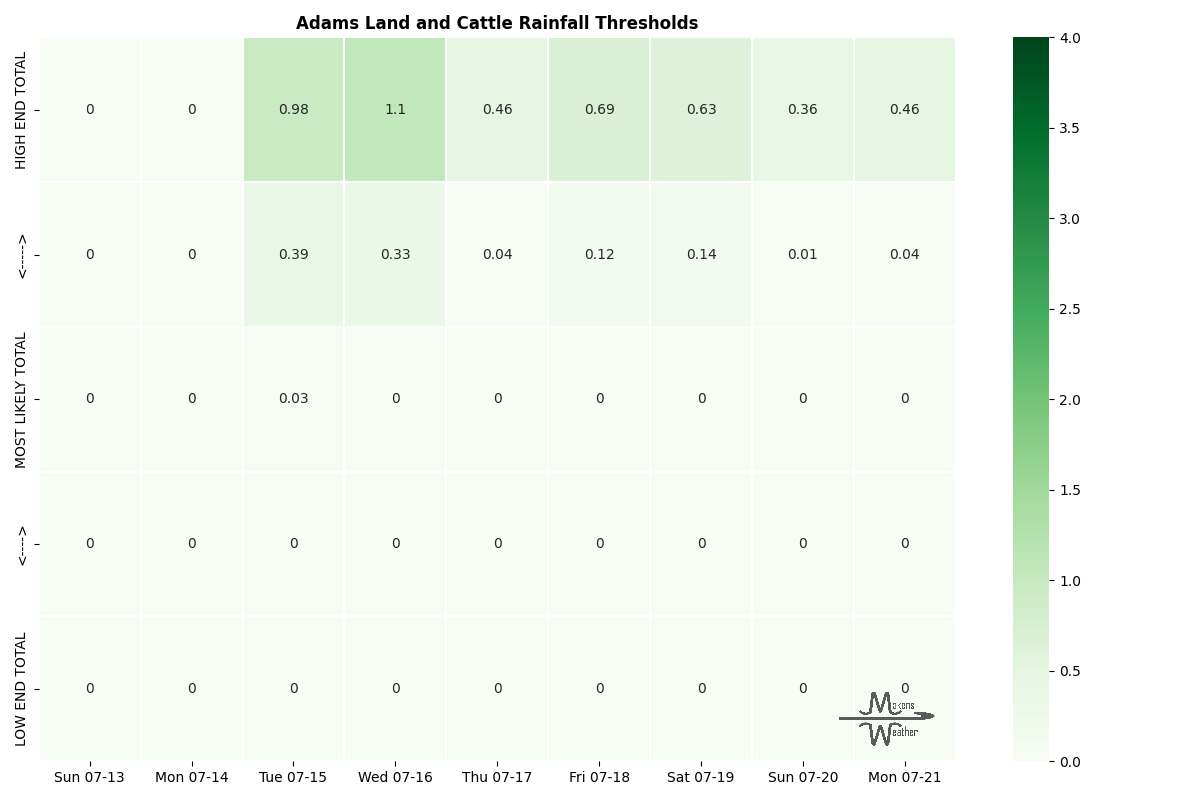 Adams Land and Cattle Rainfall Thresholds
HIGH END TOTAL
0 0 0.98 1.1 0.46 0.69 0.63 0.36 0.46
<----->
0 0 0.39 0.33 0.04 0.12 0.14 0.01 0.04
MOST LIKELY TOTAL
0 0 0.03 0 0 0 0 0 0
<---->
0 0 0 0 0 0 0 0 0
LOW END TOTAL
0 0 0 0 0 0 0 0 0
Makens
Weather
Sun 07-13 Mon 07-14 Tue 07-15 Wed 07-16 Thu 07-17 Fri 07-18 Sat 07-19 Sun 07-20 Mon 07-21
4.0
3.5
3.0
2.5
2.0
1.5
1.0
0.5
0.0